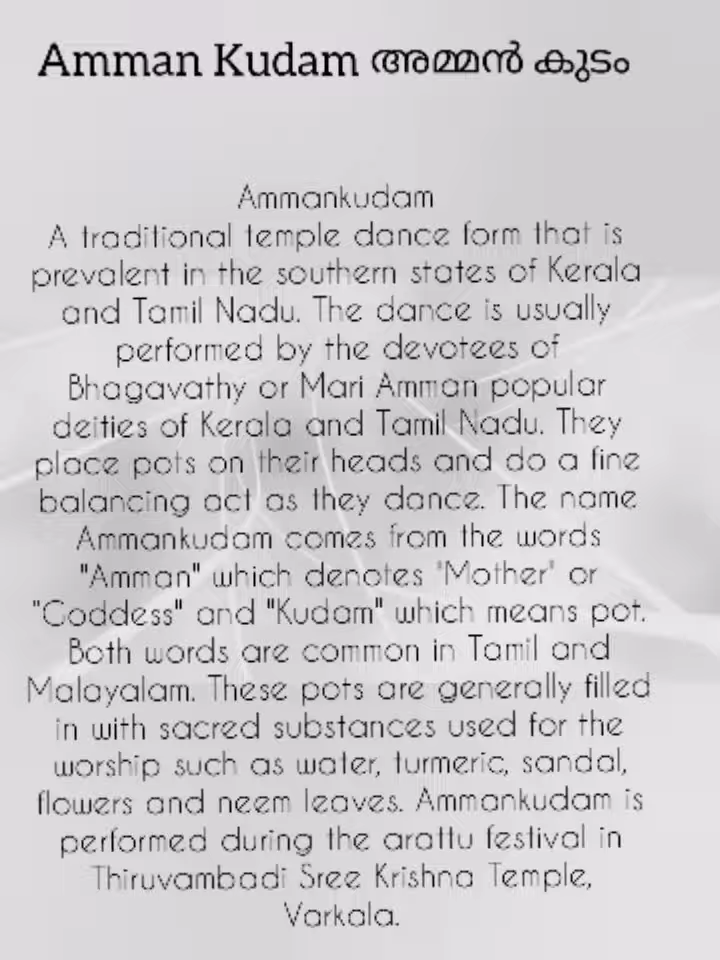 Amman Kudam അമ്മൻ കുടം
Ammankudam
A traditional temple dance form that is
prevalent in the southern states of Kerala
and Tamil Nadu. The dance is usually
performed by the devotees of
Bhagavathy or Mari Amman popular
deities of Kerala and Tamil Nadu. They
place pots on their heads and do a fine
balancing act as they dance. The name
Ammankudam comes from the words
"Amman" which denotes 'Mother' or
"Goddess" and "Kudam" which means pot.
Both words are common in Tamil and
Malayalam. These pots are generally filled
in with sacred substances used for the
worship such as water, turmeric, sandal,
flowers and neem leaves. Ammankudam is
performed during the arattu festival in
Thiruvambadi Sree Krishna Temple,
Varkala.